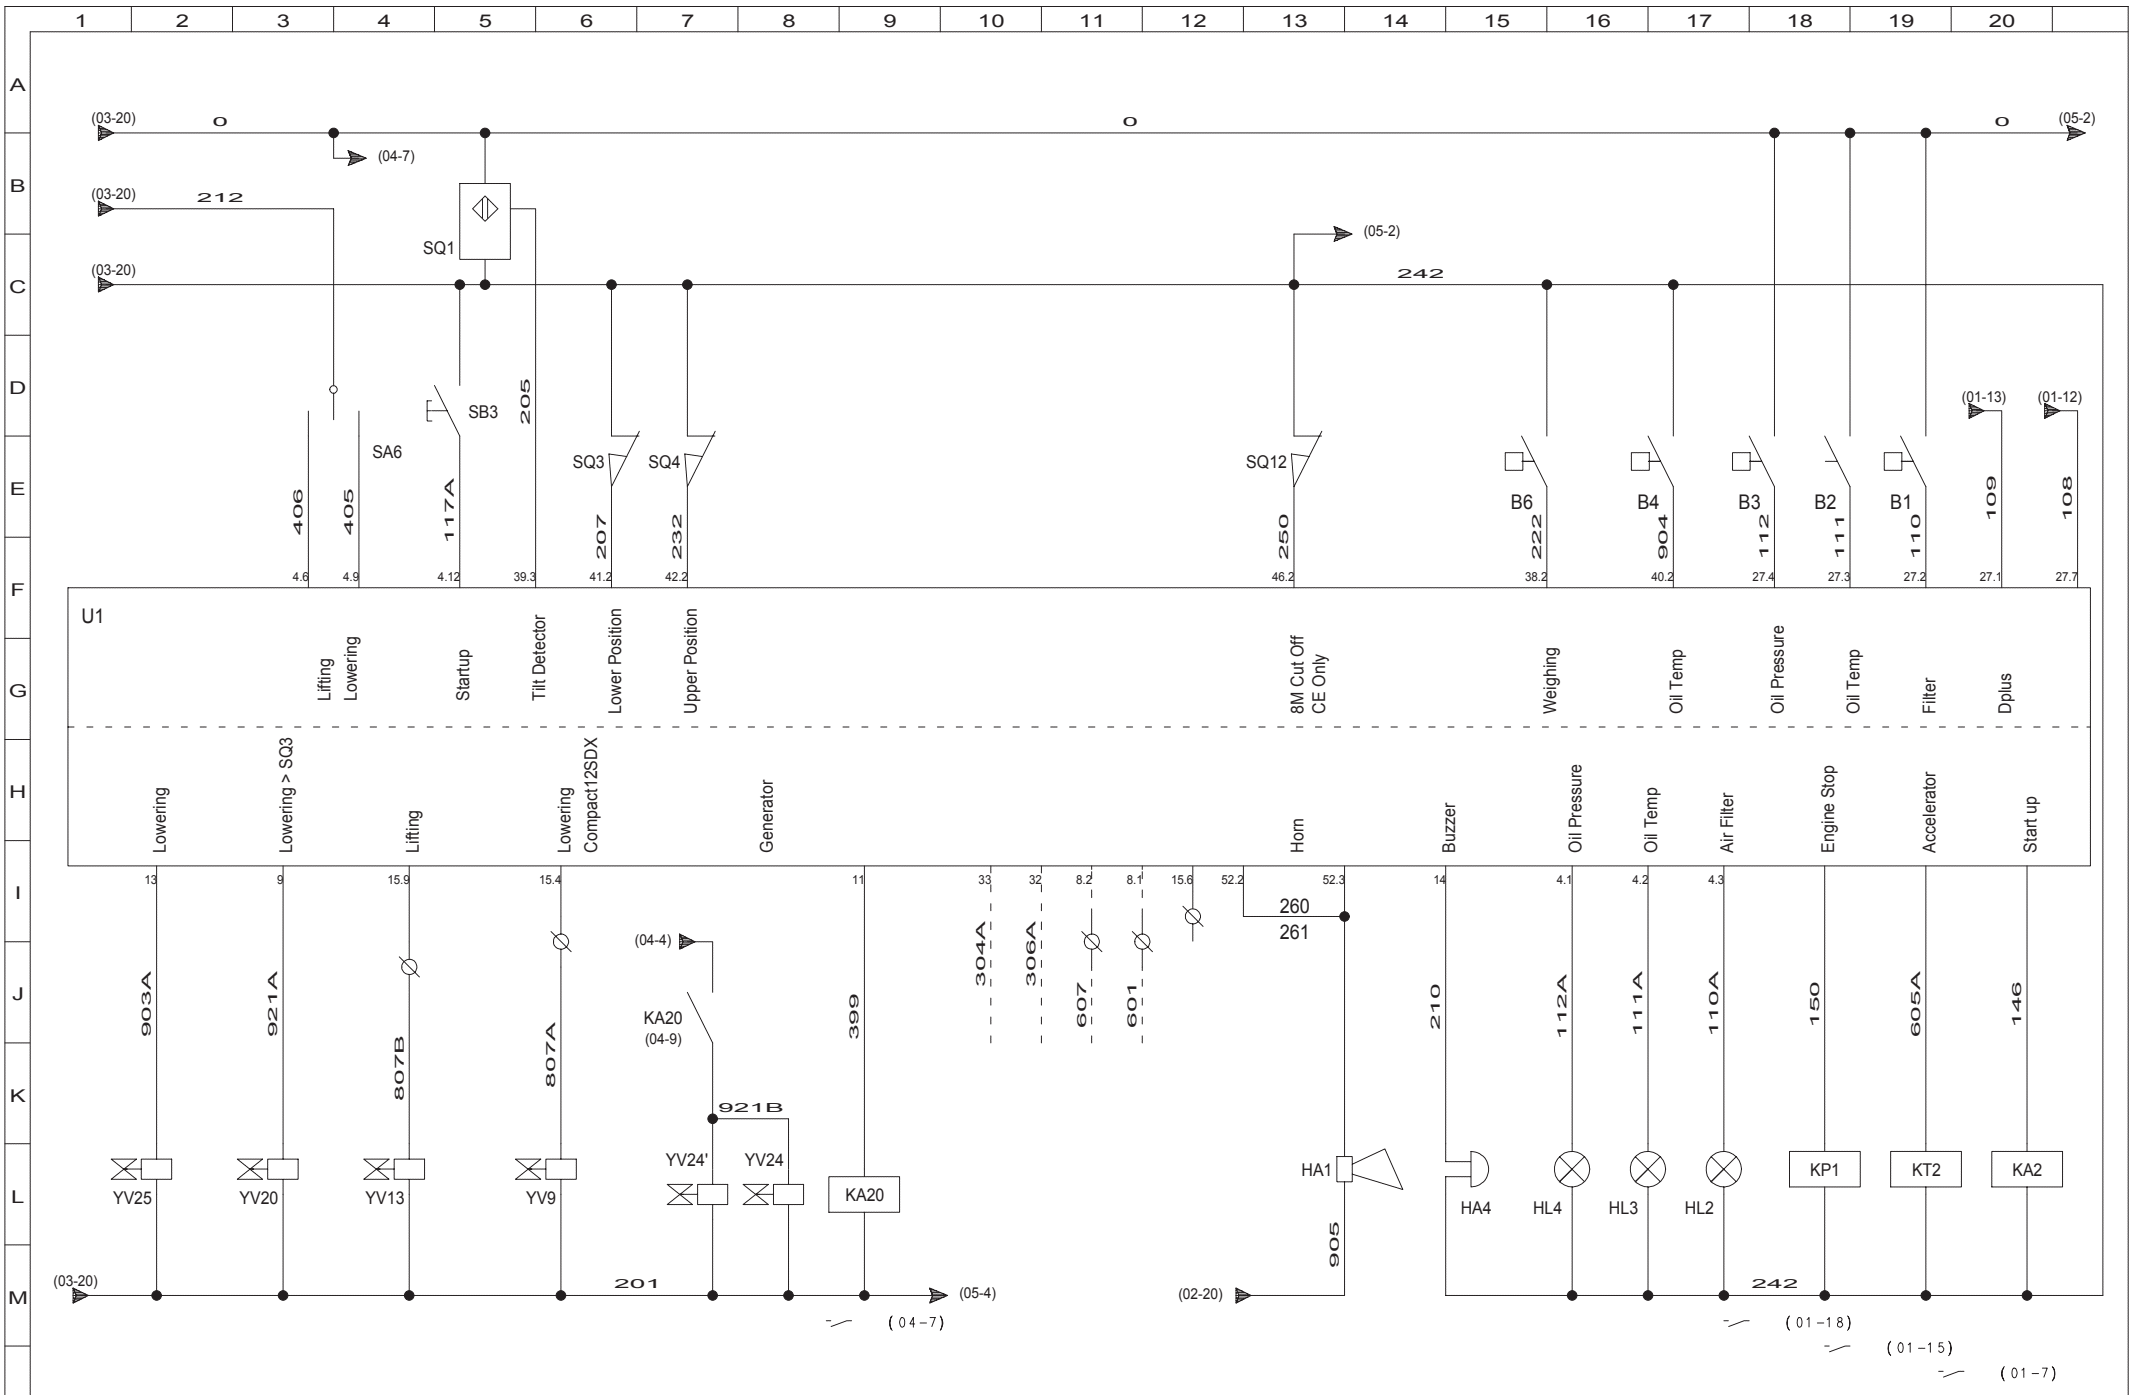 1 2 3 4 5 6 7 8 9 10 11 12 13 14 15 16 17 18 19 20
A
(03-20) 0 0 0 (05-2)
(04-7)
B
(03-20) 212
SQ1 (05-2)
C
(03-20) 242
D
SB3 205 (01-13) (01-12)
SA6 SQ3 SQ4 SQ12
E
B6 B4 B3 B2 B1
406 405 117A 207 232 250 222 904 112 111 110 109 108
F
4.6 4.9 4.12 39.3 41.2 42.2 46.2 38.2 40.2 27.4 27.3 27.2 27.1 27.7
U1
G
Lifting
Lowering
Startup
Tilt Detector
Lower Position
Upper Position
8M Cut Off
CE Only
Weighing
Oil Temp
Oil Pressure
Oil Temp
Filter
Dplus
H
Lowering
Lowering > SQ3
Lifting
Lowering
Compact12SDX
Generator
Horn
Buzzer
Oil Pressure
Oil Temp
Air Filter
Engine Stop
Accelerator
Start up
I
13 9 15.9 15.4 11 33 32 8.2 8.1 15.6 52.2 52.3 14 4.1 4.2 4.3
260
261
(04-4)
J
903A 921A 807B 807A 399 304A 306A 607 601 210 112A 111A 110A 150 605A 146
KA20
(04-9)
K
921B
YV24' YV24
HA1 KP1 KT2 KA2
L
YV25 YV20 YV13 YV9 KA20 HA4 HL4 HL3 HL2
905
M
(03-20) 201 (05-4) (02-20) 242
(04-7) (01-18)
(01-15)
(01-7)